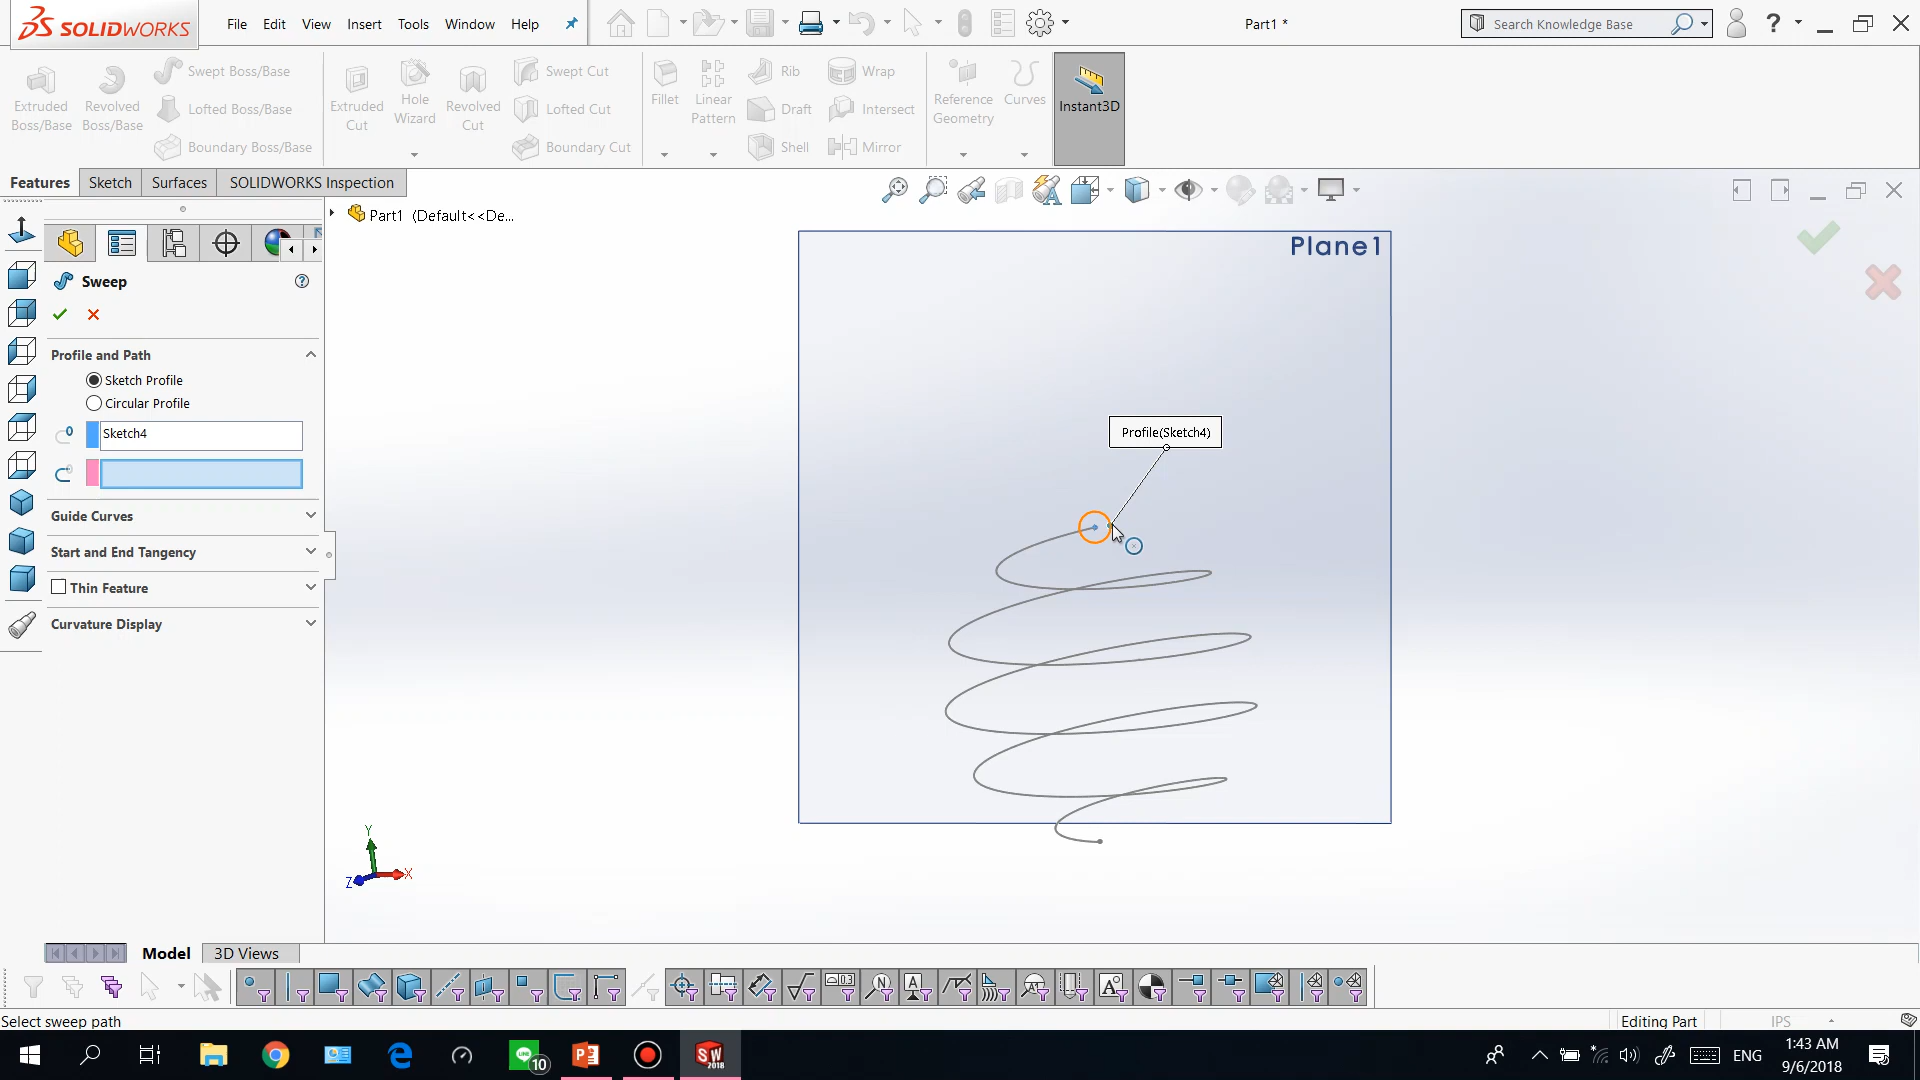 SOLIDWORKS
File Edit View Insert Tools Window Help
Part1 *
Search Knowledge Base
?
Extruded Boss/Base
Revolved Boss/Base
Swept Boss/Base
Lofted Boss/Base
Boundary Boss/Base
Extruded Cut
Hole Wizard
Revolved Cut
Swept Cut
Lofted Cut
Boundary Cut
Fillet
Linear Pattern
Rib
Draft
Shell
Wrap
Intersect
Mirror
Reference Geometry
Curves
Instant3D
Features Sketch Surfaces SOLIDWORKS Inspection
Part1 (Default<<De...
Plane1
Sweep
Profile and Path
Sketch Profile
Circular Profile
Sketch4
Guide Curves
Start and End Tangency
Thin Feature
Curvature Display
Profile(Sketch4)
Y
Z
X
Model 3D Views
Select sweep path
Editing Part
IPS
10
SW 2018
ENG
1:43 AM
9/6/2018